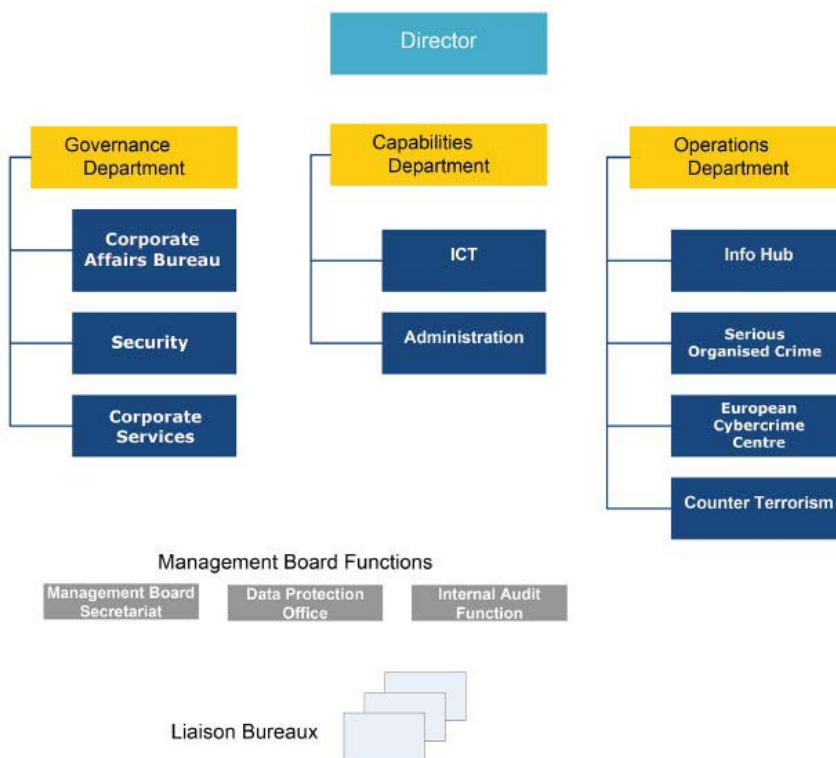 Director
Governance
Department
Corporate
Affairs Bureau
Security
Corporate
Services
Capabilities
Department
ICT
Administration
Operations
Department
Info Hub
Serious
Organised Crime
European
Cybercrime
Centre
Counter Terrorism
Management Board Functions
Management Board
Secretariat
Data Protection
Office
Internal Audit
Function
Liaison Bureaux